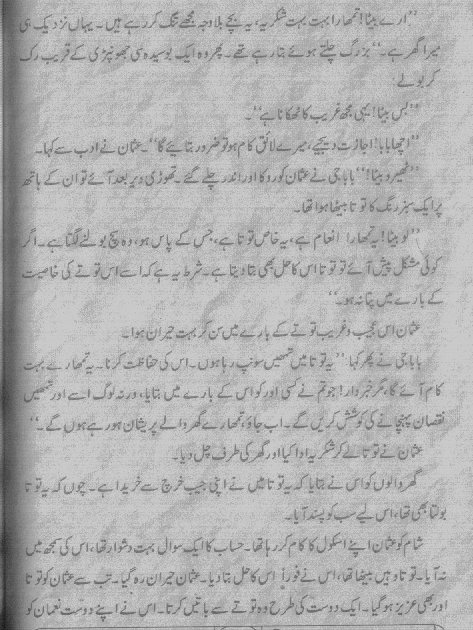 "ارے بیٹا! تمھارا بہت بہت شکریہ، یہ بچے بلاوجہ مجھے تنگ کر رہے ہیں۔ یہاں نزدیک ہی
میرا گھر ہے۔" بزرگ چلتے ہوئے بتا رہے تھے۔ پھر وہ ایک بوسیدہ سی جھونپڑی کے قریب رک
کر بولے:
"بس بیٹا! یہی مجھ غریب کا ٹھکانا ہے"۔
"اچھا بابا! اجازت دیجیے، میرے لائق کام ہو تو ضرور بتائیے گا"۔ عثمان نے ادب سے کہا۔
"ٹھیرو بیٹا!" بابا جی نے عثمان کو روکا اور اندر چلے گئے۔ تھوڑی دیر بعد آئے تو ان کے ہاتھ
پر ایک سبز رنگ کا توتا بیٹھا ہوا تھا۔
"لو بیٹا! یہ تمھارا انعام ہے، یہ خاص توتا ہے، جس کے پاس ہو، وہ سچ بولنے لگتا ہے۔ اگر
کوئی مشکل پیش آئے تو توتا اس کا حل بھی بتا دیتا ہے۔ شرط یہ ہے کہ اسے اس توتے کی خاصیت
کے بارے میں پتا نہ ہو۔"
عثمان اس عجیب و غریب توتے کے بارے میں سن کر بہت حیران ہوا۔
بابا جی نے پھر کہا: "یہ توتا میں تمھیں سونپ رہا ہوں۔ اس کی حفاظت کرنا۔ یہ تمھارے بہت
کام آئے گا، مگر خبردار! جو تم نے کسی اور کو اس کے بارے میں بتایا، ورنہ لوگ اسے اور تمھیں
نقصان پہنچانے کی کوشش کریں گے۔ اب جاؤ، تمھارے گھر والے پریشان ہو رہے ہوں گے۔"
عثمان نے توتا لے کر شکریہ ادا کیا اور گھر کی طرف چل دیا۔
گھر والوں کو اس نے بتایا کہ یہ توتا میں نے اپنی جیب خرچ سے خریدا ہے۔ چوں کہ یہ توتا
بولتا بھی تھا، اس لیے سب کو پسند آیا۔
شام کو عثمان اپنے اسکول کا کام کر رہا تھا۔ حساب کا ایک سوال بہت دشوار تھا، اس کی سمجھ میں
نہ آیا۔ توتا وہیں بیٹھا تھا، اس نے فوراً اس کا حل بتا دیا۔ عثمان حیران رہ گیا۔ تب سے عثمان کو توتا
اور بھی عزیز ہو گیا۔ ایک دوست کی طرح وہ توتے سے باتیں کرتا۔ اس نے اپنے دوست نعمان کو